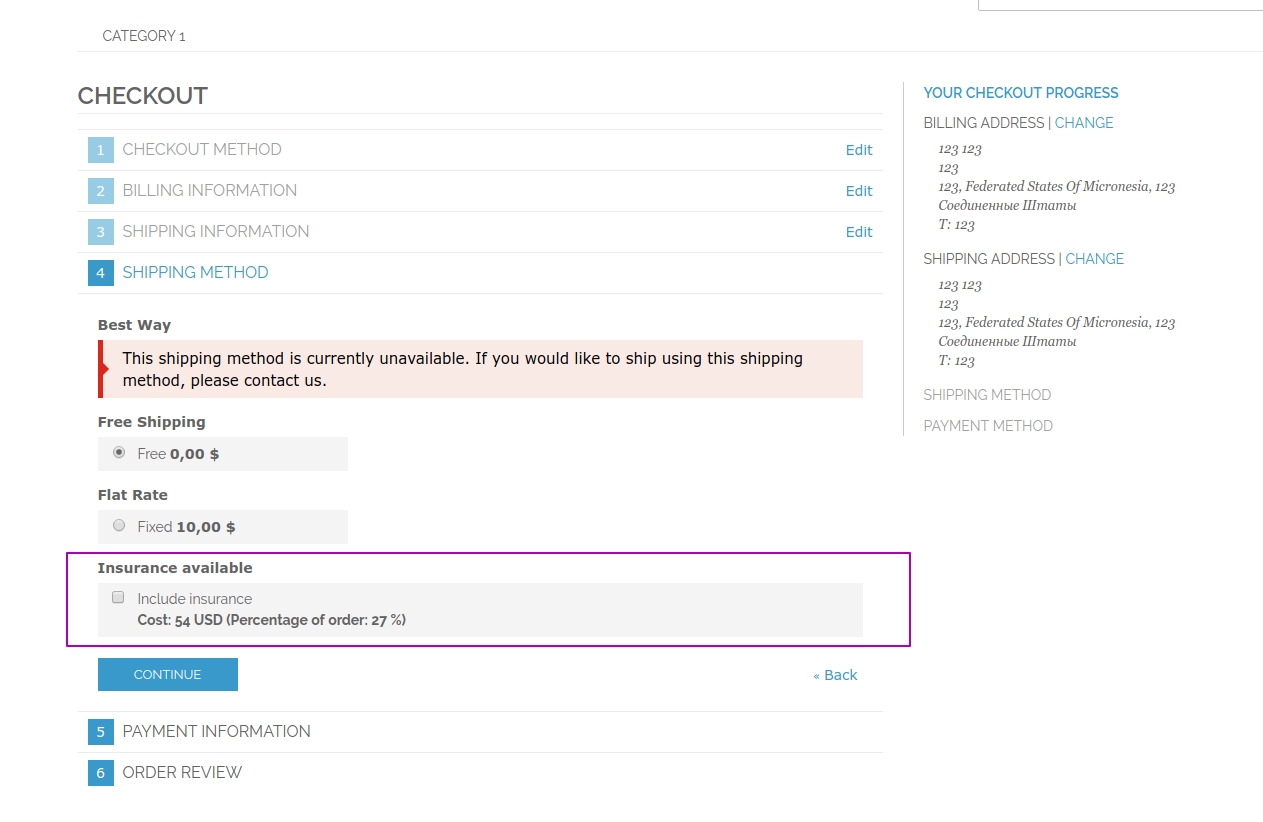 CATEGORY 1
CHECKOUT
1 CHECKOUT METHOD Edit
2 BILLING INFORMATION Edit
3 SHIPPING INFORMATION Edit
4 SHIPPING METHOD
Best Way
This shipping method is currently unavailable. If you would like to ship using this shipping
method, please contact us.
Free Shipping
Free 0,00 $
Flat Rate
Fixed 10,00 $
Insurance available
Include insurance
Cost: 54 USD (Percentage of order: 27 %)
CONTINUE
« Back
5 PAYMENT INFORMATION
6 ORDER REVIEW
YOUR CHECKOUT PROGRESS
BILLING ADDRESS | CHANGE
123 123
123
123, Federated States Of Micronesia, 123
Соединенные Штаты
T: 123
SHIPPING ADDRESS | CHANGE
123 123
123
123, Federated States Of Micronesia, 123
Соединенные Штаты
T: 123
SHIPPING METHOD
PAYMENT METHOD